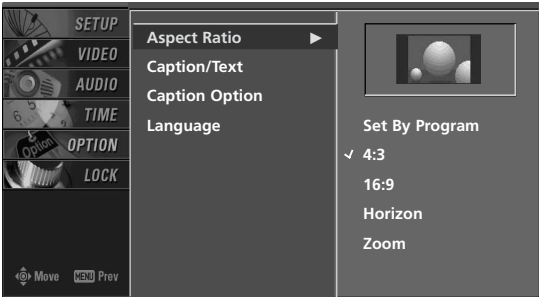 SETUP
VIDEO
AUDIO
TIME
OPTION
LOCK
Move MENU Prev
Aspect Ratio
Caption/Text
Caption Option
Language
Set By Program
4:3
16:9
Horizon
Zoom